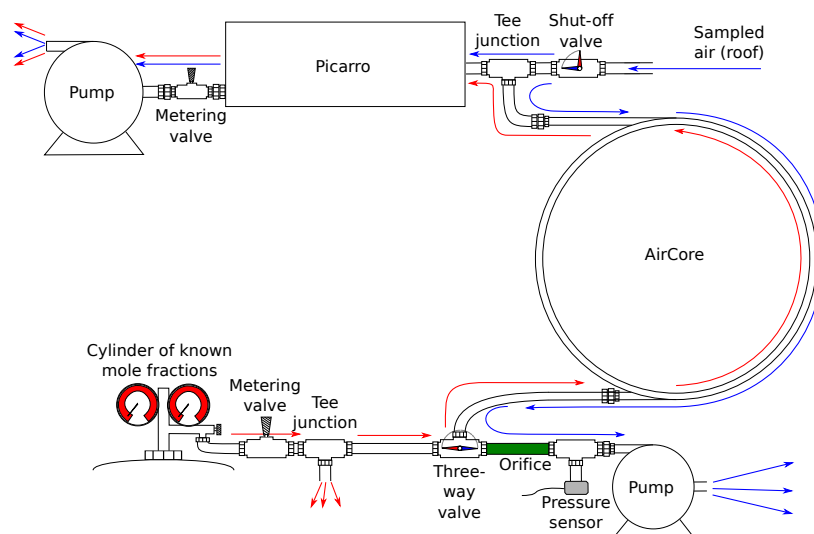 Tee
junction
Shut-off
valve
Sampled
air (roof)
Picarro
Pump
Metering
valve
AirCore
Cylinder of known
mole fractions
Metering
valve
Tee
junction
Three-
way
valve
Orifice
Pressure
sensor
Pump